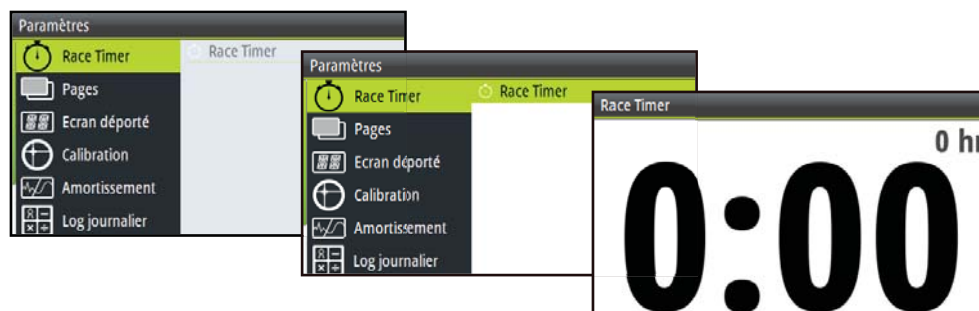 Paramètres
Race Timer
Race Timer
Pages
Ecran déporté
Calibration
Amortissement
Log journalier
Paramètres
Race Timer
Race Timer
Pages
Ecran déporté
Calibration
Amortissement
Log journalier
Race Timer
0 hr
0:00